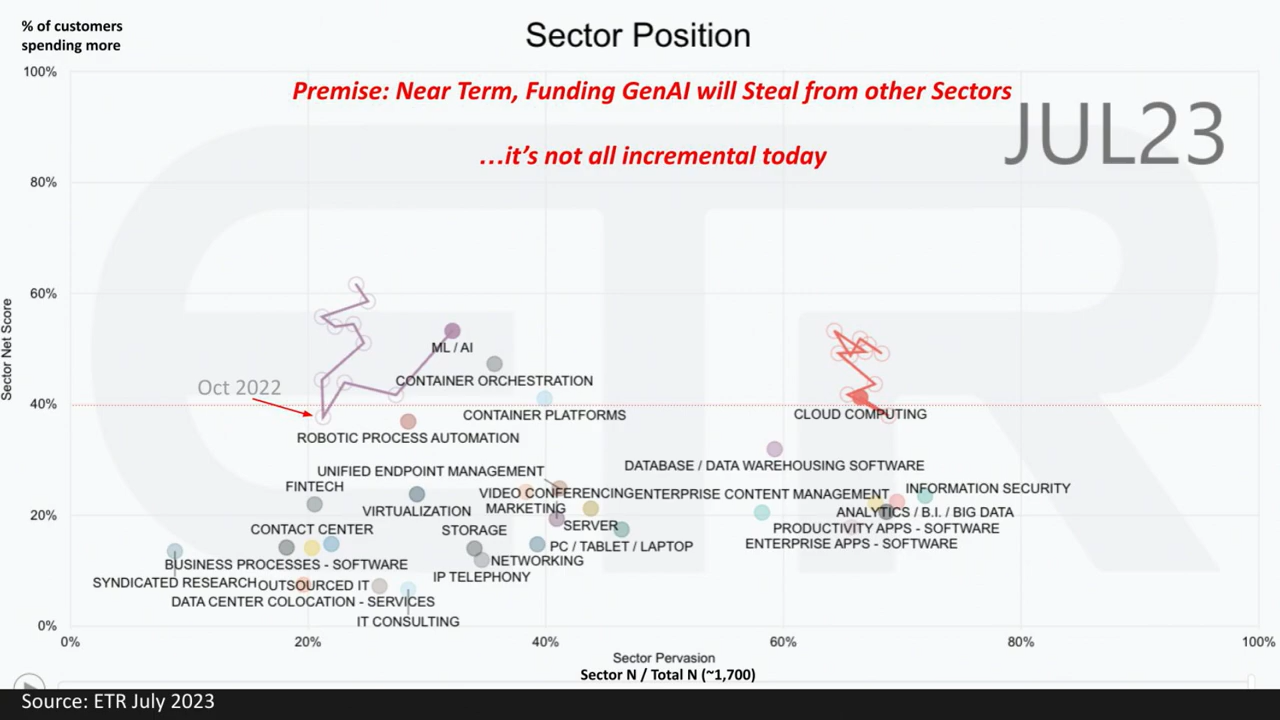 % of customers
spending more
Sector Position
100%
Premise: Near Term, Funding GenAI will Steal from other Sectors
JUL23
…it's not all incremental today
80%
60%
ML / AI
Oct 2022
CONTAINER ORCHESTRATION
40%
CONTAINER PLATFORMS
CLOUD COMPUTING
ROBOTIC PROCESS AUTOMATION
UNIFIED ENDPOINT MANAGEMENT
DATABASE / DATA WAREHOUSING SOFTWARE
FINTECH
VIDEO CONFERENCING
ENTERPRISE CONTENT MANAGEMENT
INFORMATION SECURITY
VIRTUALIZATION
MARKETING
ANALYTICS / B.I. / BIG DATA
20%
CONTACT CENTER
STORAGE
SERVER
PRODUCTIVITY APPS - SOFTWARE
PC / TABLET / LAPTOP
ENTERPRISE APPS - SOFTWARE
BUSINESS PROCESSES - SOFTWARE
NETWORKING
SYNDICATED RESEARCH
OUTSOURCED IT
IP TELEPHONY
DATA CENTER COLOCATION - SERVICES
IT CONSULTING
0%
Sector Net Score
0%
20%
40%
60%
80%
100%
Sector Pervasion
Sector N / Total N (~1,700)
Source: ETR July 2023
ETR